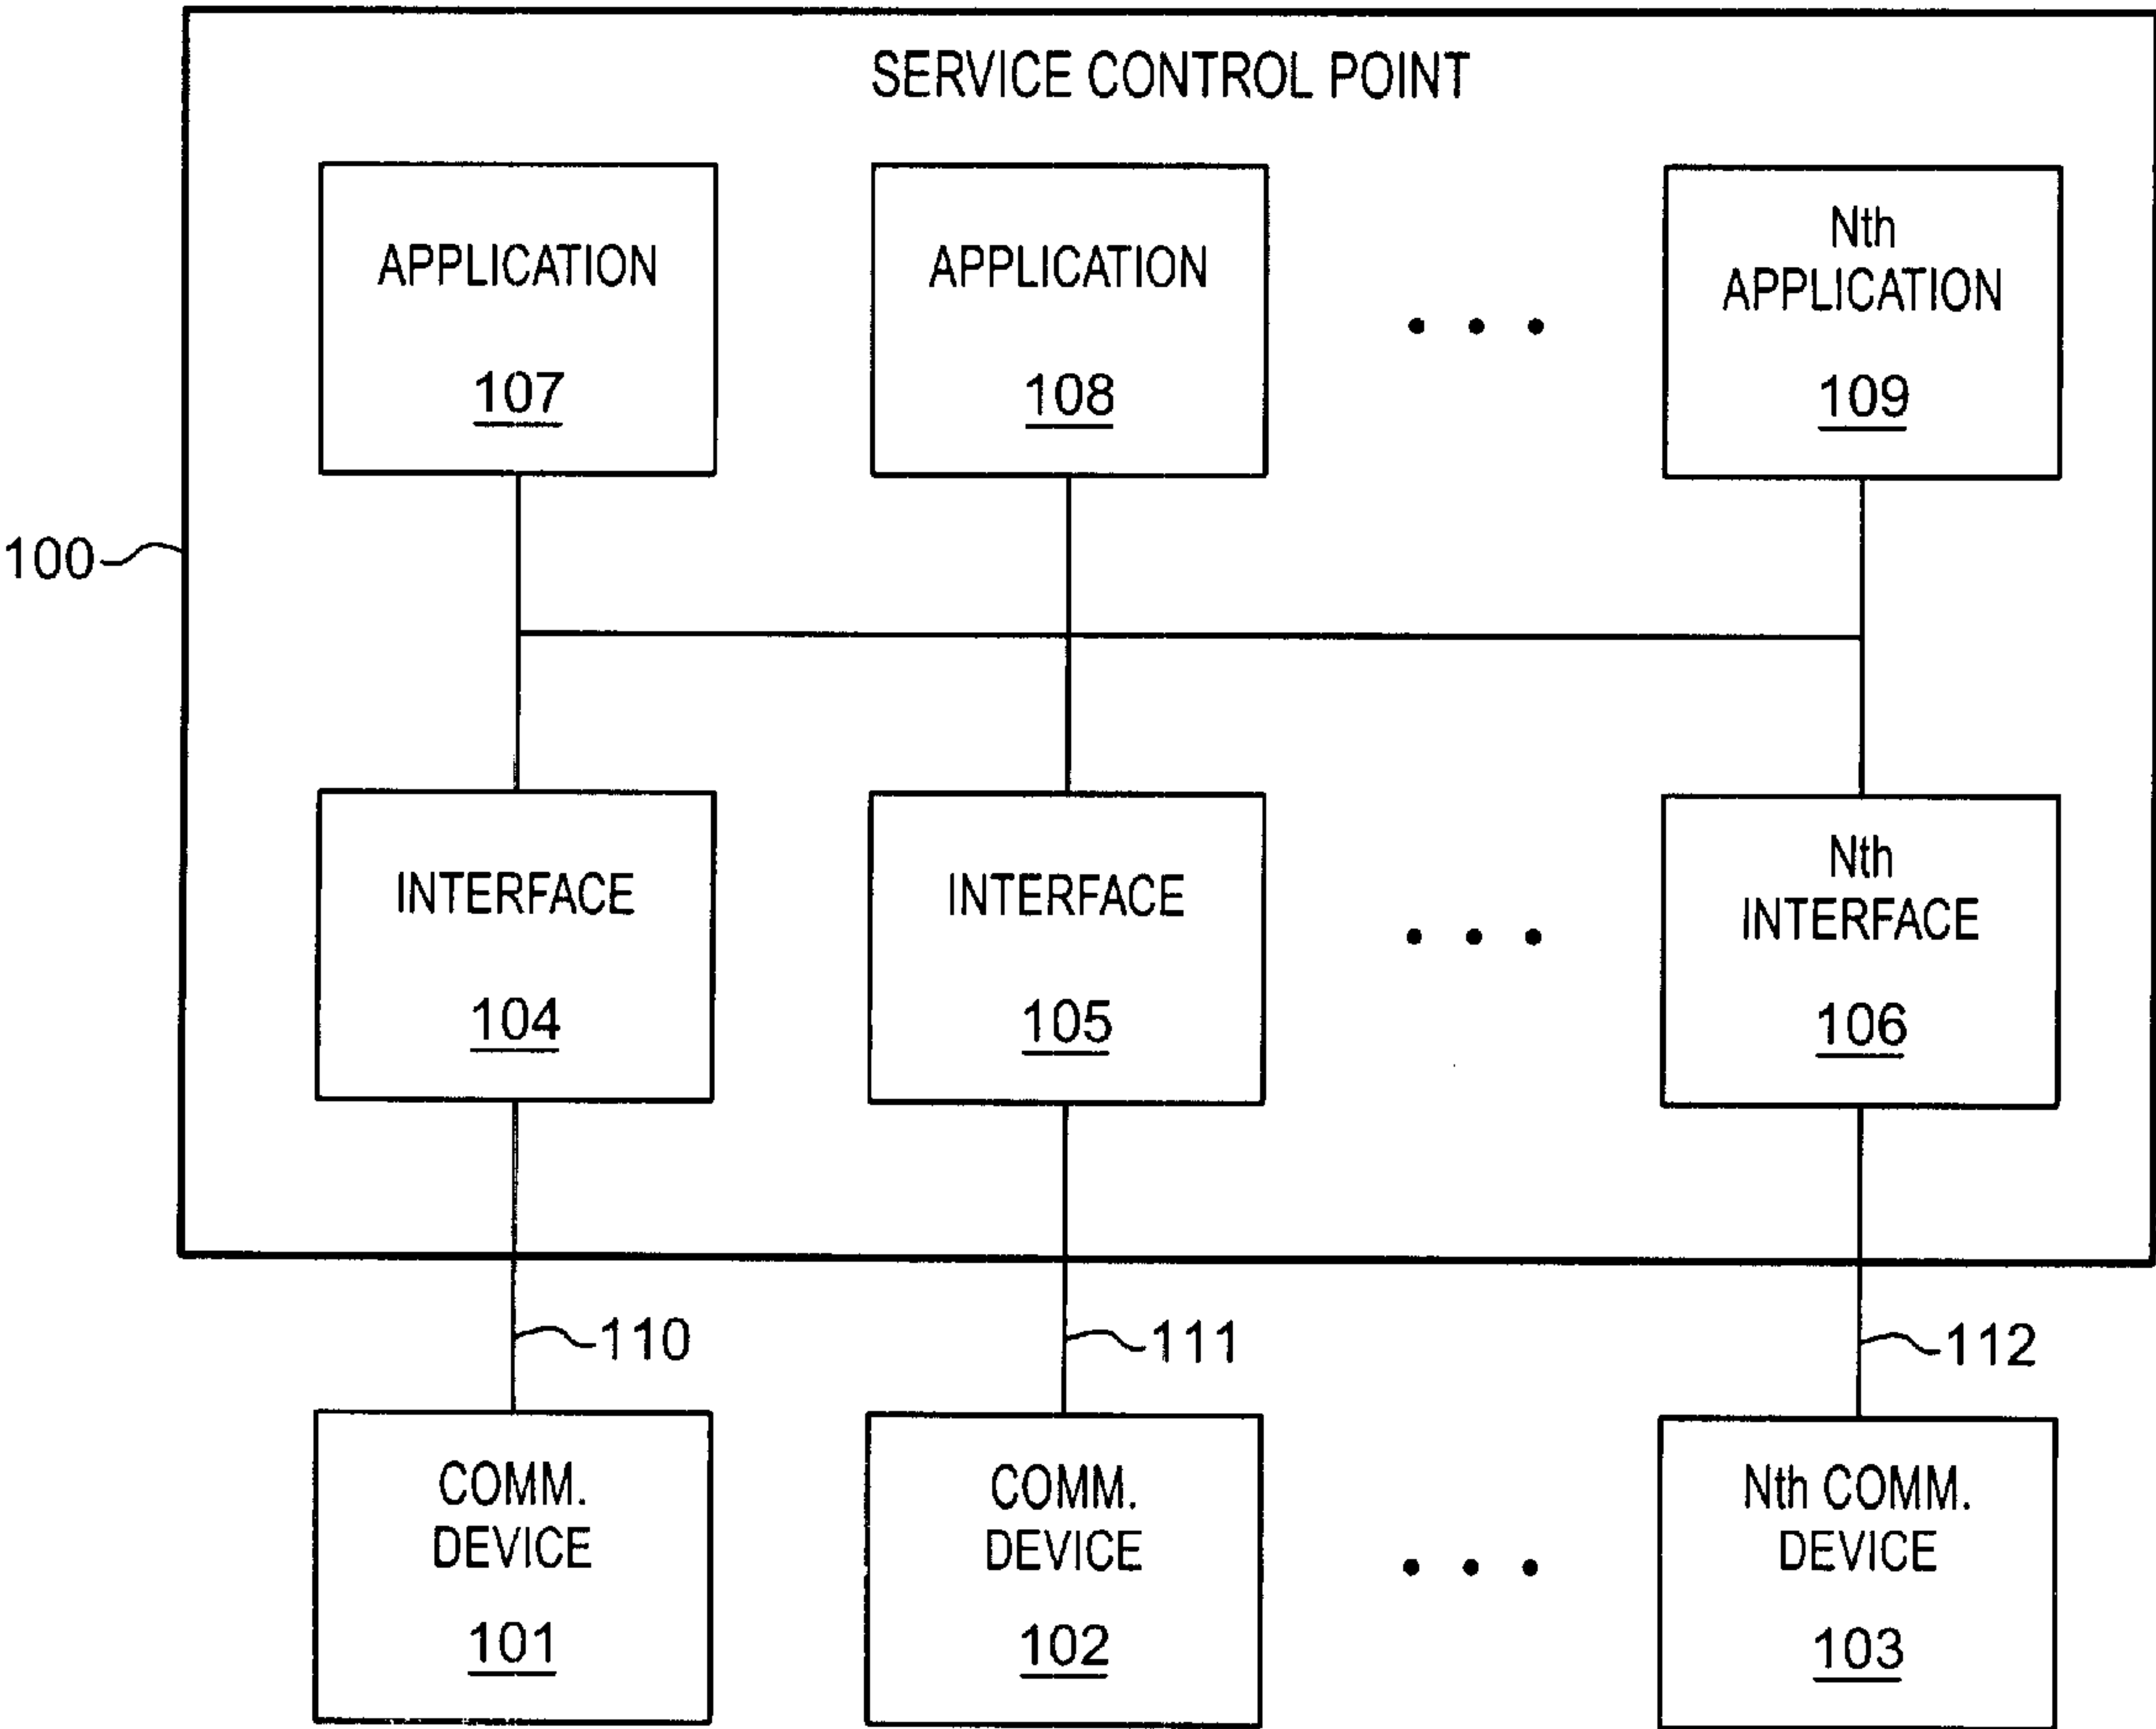 SERVICE CONTROL POINT
APPLICATION
107
APPLICATION
108
Nth
APPLICATION
109
100
INTERFACE
104
INTERFACE
105
Nth
INTERFACE
106
110
111
112
COMM.
DEVICE
101
COMM.
DEVICE
102
Nth COMM.
DEVICE
103